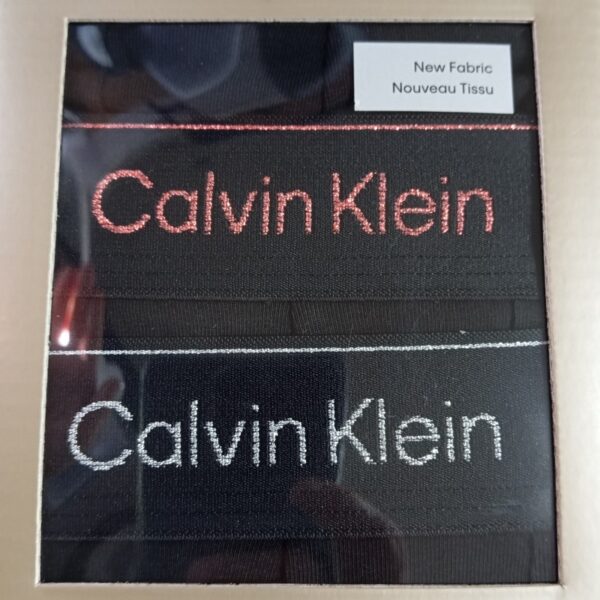 New Fabric
Nouveau Tissu
Calvin Klein
Calvin Klein